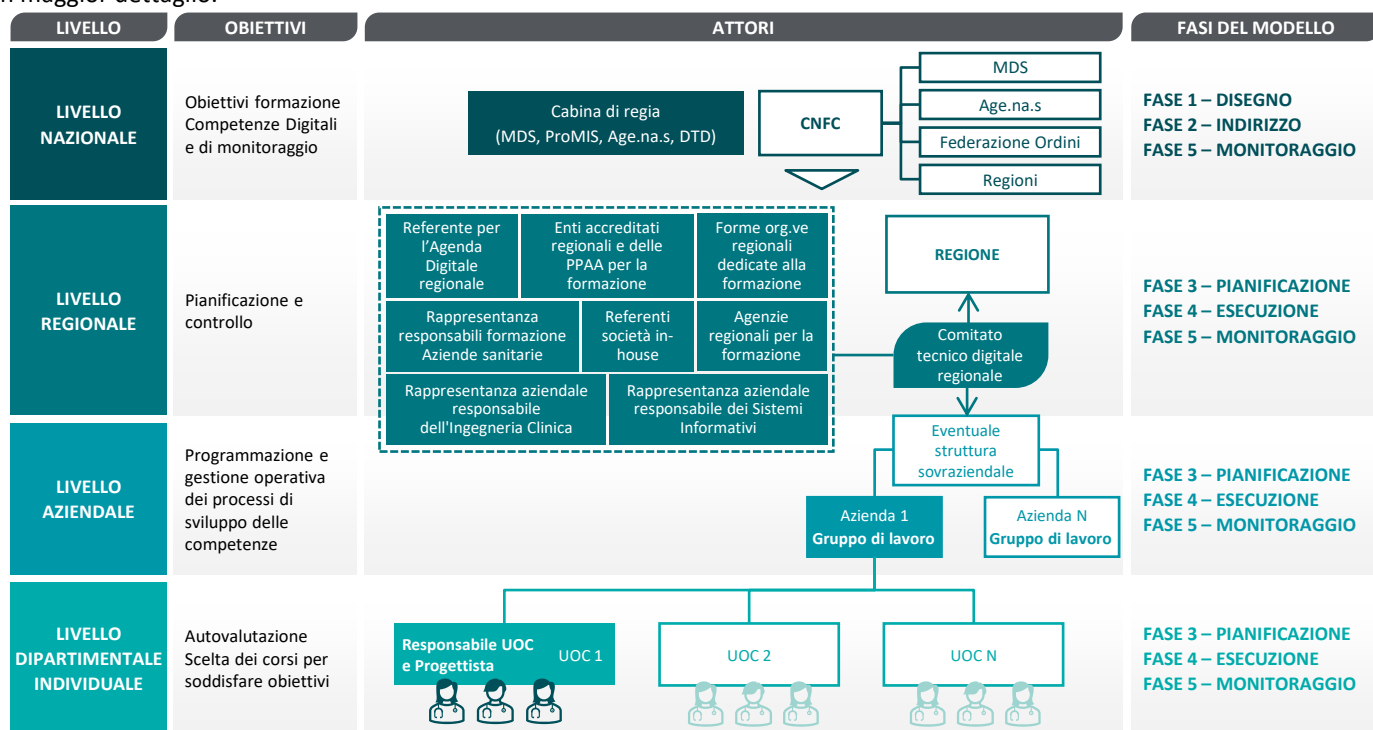 n maggior dettaglio.
LIVELLO
OBIETTIVI
ATTORI
FASI DEL MODELLO
LIVELLO
NAZIONALE
Obiettivi formazione
Competenze Digitali
e di monitoraggio
Cabina di regia
(MDS, ProMIS, Age.na.s, DTD)
CNFC
MDS
Age.na.s
Federazione Ordini
Regioni
FASE 1 – DISEGNO
FASE 2 – INDIRIZZO
FASE 5 – MONITORAGGIO
LIVELLO
REGIONALE
Pianificazione e
controllo
Referente per
l'Agenda
Digitale
regionale
Enti accreditati
regionali e delle
PPAA per la
formazione
Forme org.ve
regionali
dedicate alla
formazione
Rappresentanza
responsabili formazione
Aziende sanitarie
Referenti
società in-
house
Agenzie
regionali per la
formazione
Rappresentanza aziendale
responsabile
dell'Ingegneria Clinica
Rappresentanza aziendale
responsabile dei Sistemi
Informativi
REGIONE
Comitato
tecnico digitale
regionale
FASE 3 – PIANIFICAZIONE
FASE 4 – ESECUZIONE
FASE 5 – MONITORAGGIO
LIVELLO
AZIENDALE
Programmazione e
gestione operativa
dei processi di
sviluppo delle
competenze
Eventuale
struttura
sovraziendale
Azienda 1
Gruppo di lavoro
Azienda N
Gruppo di lavoro
FASE 3 – PIANIFICAZIONE
FASE 4 – ESECUZIONE
FASE 5 – MONITORAGGIO
LIVELLO
DIPARTIMENTALE
INDIVIDUALE
Autovalutazione
Scelta dei corsi per
soddisfare obiettivi
Responsabile UOC
e Progettista
UOC 1
UOC 2
UOC N
FASE 3 – PIANIFICAZIONE
FASE 4 – ESECUZIONE
FASE 5 – MONITORAGGIO